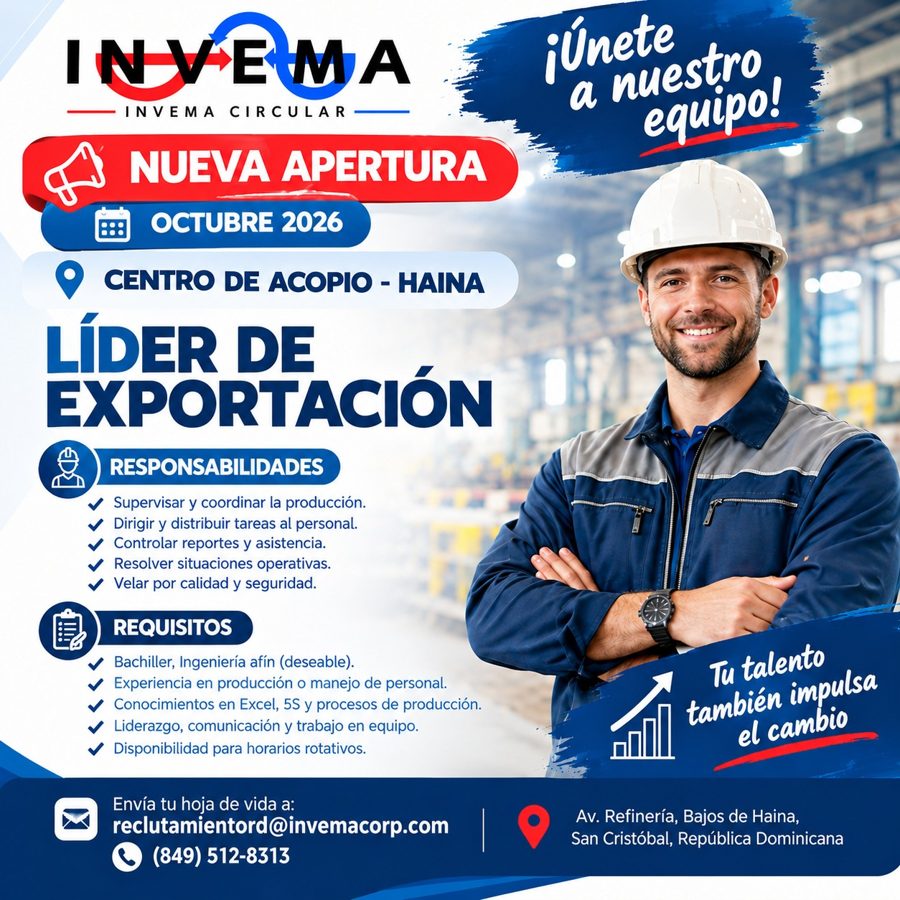 INVEMA
INVEMA CIRCULAR
¡Únete
a nuestro
equipo!
NUEVA APERTURA
OCTUBRE 2026
CENTRO DE ACOPIO - HAINA
LÍDER DE
EXPORTACIÓN
RESPONSABILIDADES
Supervisar y coordinar la producción.
Dirigir y distribuir tareas al personal.
Controlar reportes y asistencia.
Resolver situaciones operativas.
Velar por calidad y seguridad.
REQUISITOS
Bachiller, Ingeniería afín (deseable).
Experiencia en producción o manejo de personal.
Conocimientos en Excel, 5S y procesos de producción.
Liderazgo, comunicación y trabajo en equipo.
Disponibilidad para horarios rotativos.
Tu talento
también impulsa
el cambio
Envía tu hoja de vida a:
reclutamientord@invemacorp.com
(849) 512-8313
Av. Refinería, Bajos de Haina,
San Cristóbal, República Dominicana